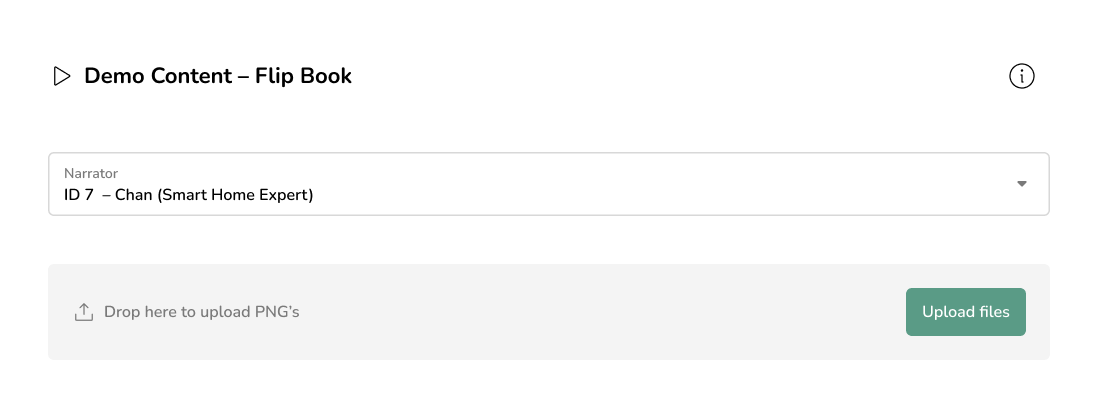 Demo Content – Flip Book
Narrator
ID 7 – Chan (Smart Home Expert)
Drop here to upload PNG's
Upload files